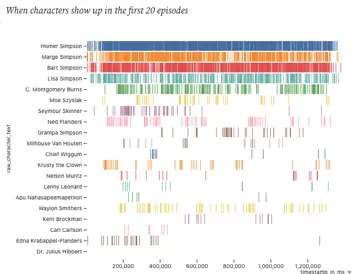 When characters show up in the first 20 episodes
Homer Simpson
Marge Simpson
Bart Simpson
Lisa Simpson
C. Montgomery Burns
Moe Szyslak
Seymour Skinner
Ned Flanders
Grampa Simpson
Milhouse Van Houten
Chief Wiggum
Krusty the Clown
Nelson Muntz
Lenny Leonard
Apu Nahasapeemapetilon
Waylon Smithers
Kent Brockman
Carl Carlson
Edna Krabappel-Flanders
Dr. Julius Hibbert
raw_character_text
200,000 400,000 600,000 800,000 1,000,000 1,200,000
timestamp in ms →